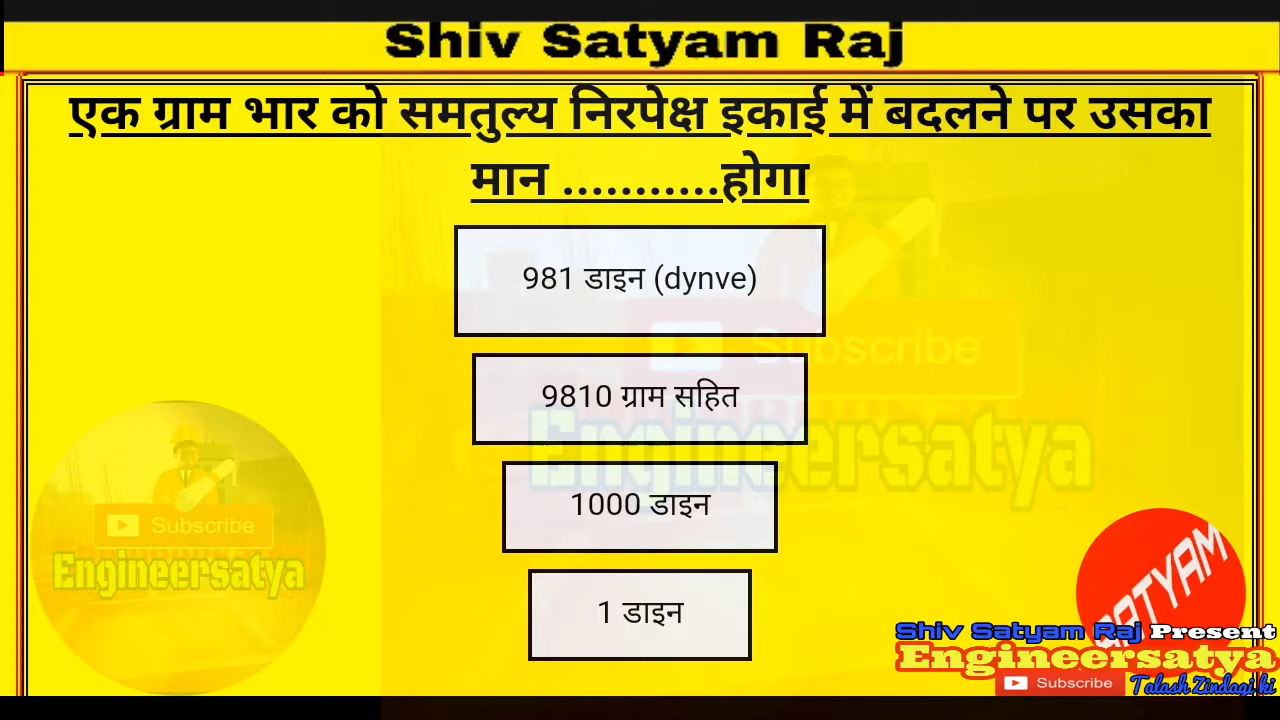 Shiv Satyam Raj
एक ग्राम भार को समतुल्य निरपेक्ष इकाई में बदलने पर उसका
मान ...........होगा
981 डाइन (dynve)
Subscribe
9810 ग्राम सहित
Engineersatya
1000 डाइन
Subscribe
Engineersatya
1 डाइन
SATYAM
Shiv Satyam Raj Present
Engineersatya
Subscribe
Talash Zindagi ki